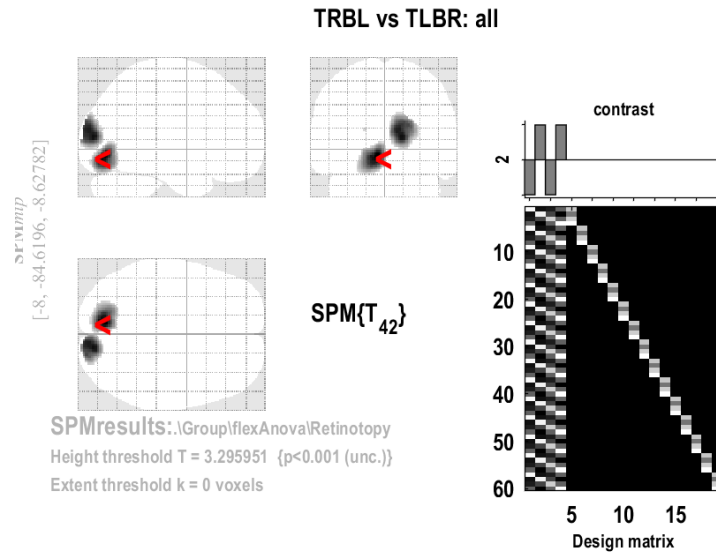 TRBL vs TLBR: all
SPMmip
[-8, -84.6196, -8.62782]
<
<
<
SPM{T42}
contrast
2
10
20
30
40
50
60
5 10 15
Design matrix
SPMresults:.\Group\flexAnova\Retinotopy
Height threshold T = 3.295951 {p<0.001 (unc.)}
Extent threshold k = 0 voxels